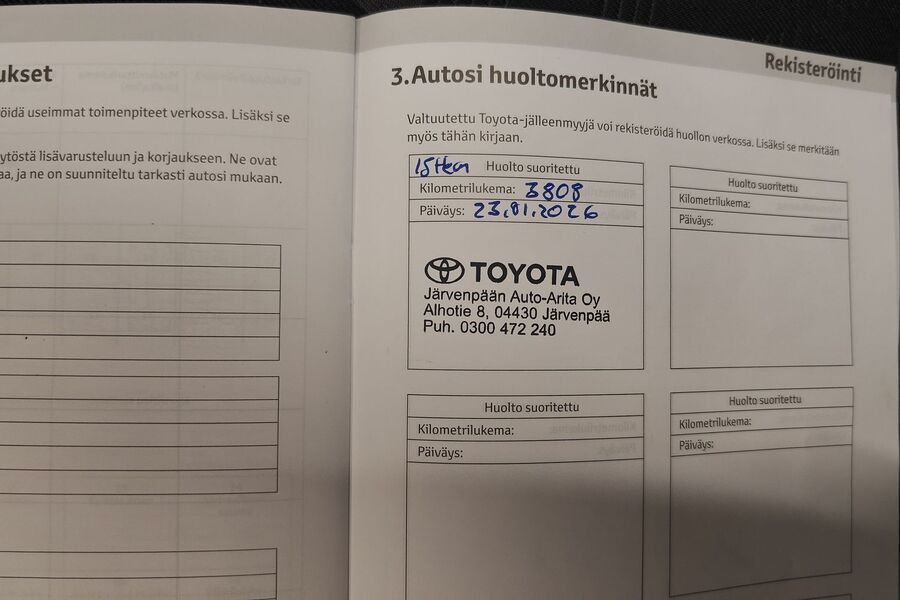 ukset
öidä useimmat toimenpiteet verkossa. Lisäksi se
ytöstä lisävarusteluun ja korjaukseen. Ne ovat
aa, ja ne on suunniteltu tarkasti autosi mukaan.
Rekisteröinti
3. Autosi huoltomerkinnät
Valtuutettu Toyota-jälleenmyyjä voi rekisteröidä huollon verkossa. Lisäksi se merkitään
myös tähän kirjaan.
15tkm Huolto suoritettu
Kilometrilukema: 3808
Päiväys: 23.01.2026
TOYOTA
Järvenpään Auto-Arita Oy
Alhotie 8, 04430 Järvenpää
Puh. 0300 472 240
Huolto suoritettu
Kilometrilukema:
Päiväys:
Huolto suoritettu
Kilometrilukema:
Päiväys:
Huolto suoritettu
Kilometrilukema:
Päiväys: